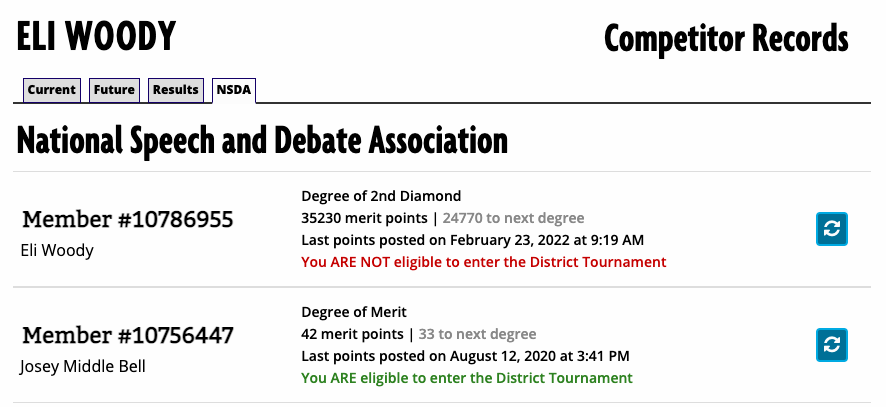 ELI WOODY
Competitor Records
Current Future Results NSDA
National Speech and Debate Association
Member #10786955
Eli Woody
Degree of 2nd Diamond
35230 merit points | 24770 to next degree
Last points posted on February 23, 2022 at 9:19 AM
You ARE NOT eligible to enter the District Tournament
Member #10756447
Josey Middle Bell
Degree of Merit
42 merit points | 33 to next degree
Last points posted on August 12, 2020 at 3:41 PM
You ARE eligible to enter the District Tournament